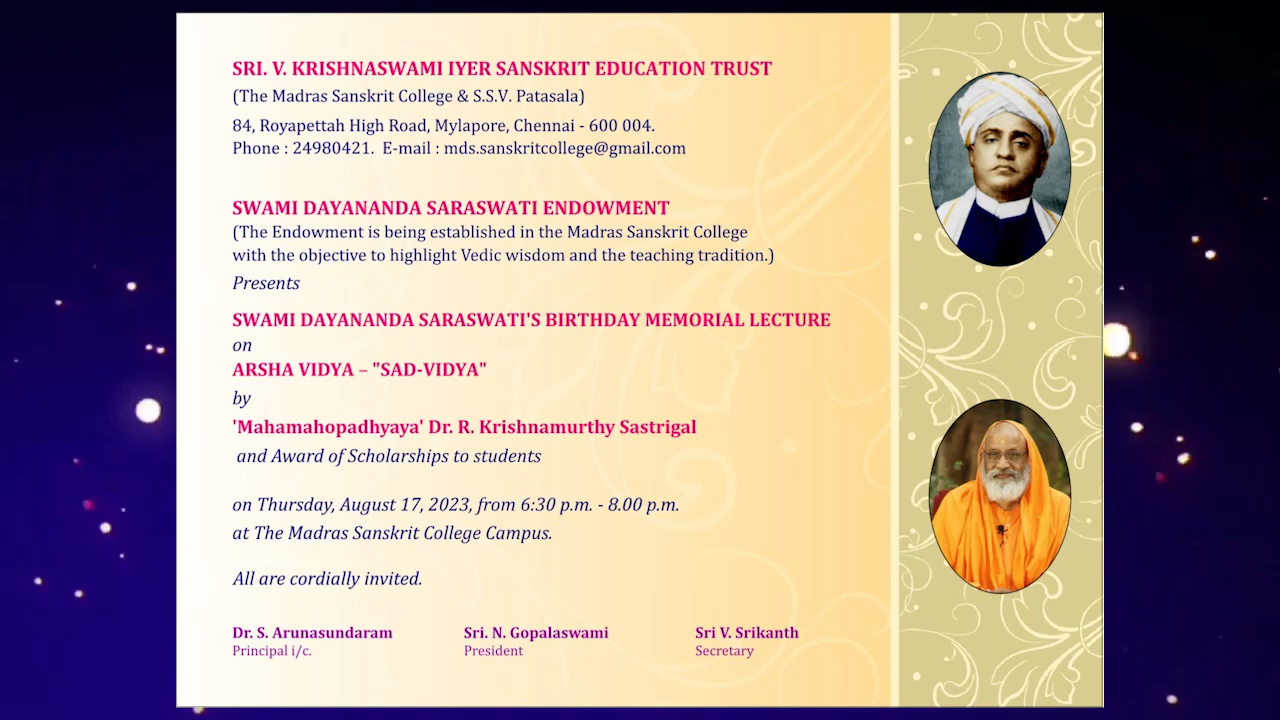 SRI. V. KRISHNASWAMI IYER SANSKRIT EDUCATION TRUST
(The Madras Sanskrit College & S.S.V. Patasala)
84, Royapettah High Road, Mylapore, Chennai - 600 004.
Phone : 24980421. E-mail : mds.sanskritcollege@gmail.com
SWAMI DAYANANDA SARASWATI ENDOWMENT
(The Endowment is being established in the Madras Sanskrit College
with the objective to highlight Vedic wisdom and the teaching tradition.)
Presents
SWAMI DAYANANDA SARASWATI'S BIRTHDAY MEMORIAL LECTURE
on
ARSHA VIDYA – "SAD-VIDYA"
by
'Mahamahopadhyaya' Dr. R. Krishnamurthy Sastrigal
and Award of Scholarships to students
on Thursday, August 17, 2023, from 6:30 p.m. - 8.00 p.m.
at The Madras Sanskrit College Campus.
All are cordially invited.
Dr. S. Arunasundaram Sri. N. Gopalaswami Sri V. Srikanth
Principal i/c. President Secretary